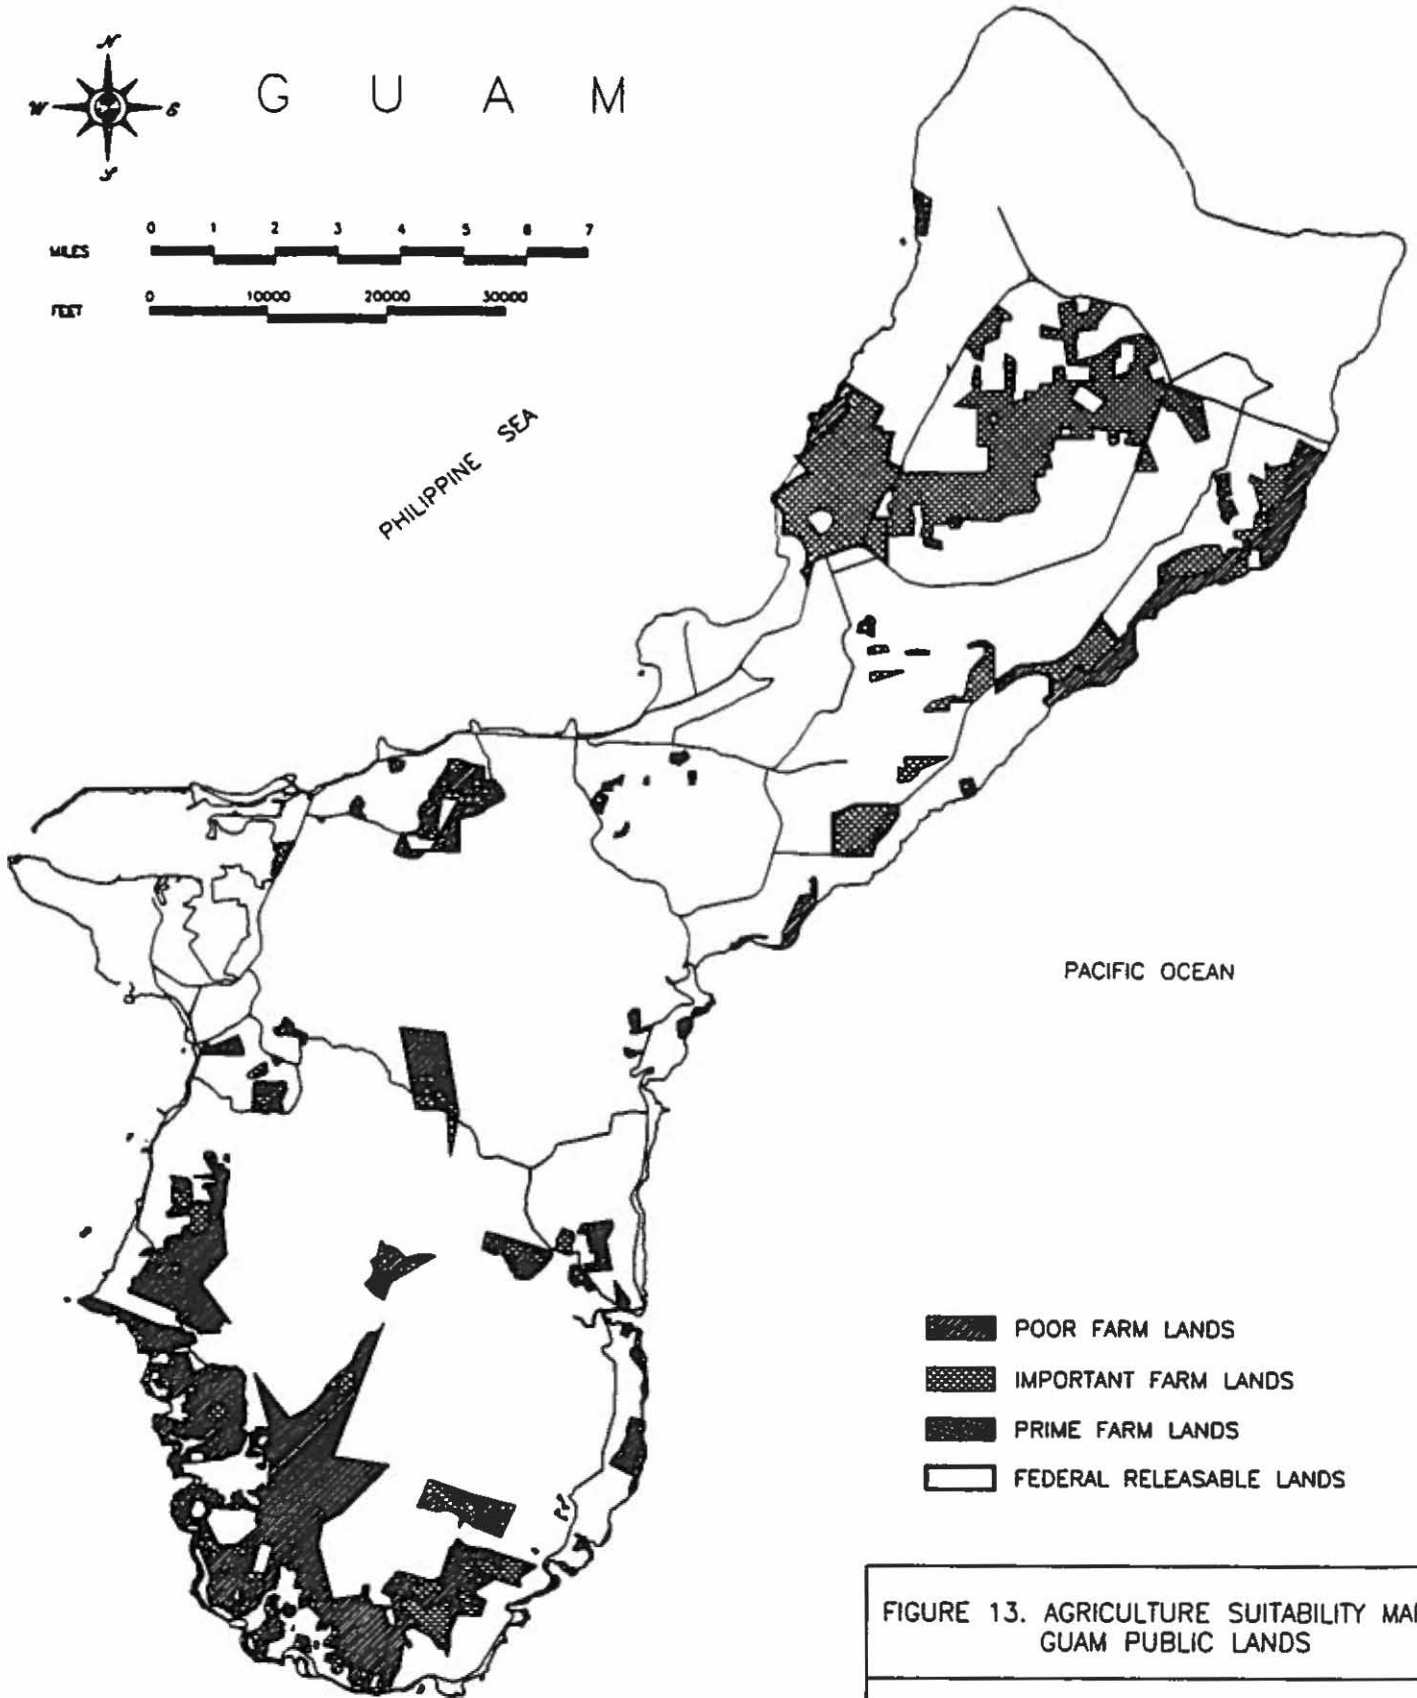 N
G U A M
W E
S
0 1 2 3 4 5 6 7
MILES
0 10000 20000 30000
FEET
PHILIPPINE SEA
PACIFIC OCEAN
POOR FARM LANDS
IMPORTANT FARM LANDS
PRIME FARM LANDS
FEDERAL RELEASABLE LANDS
FIGURE 13. AGRICULTURE SUITABILITY MA
GUAM PUBLIC LANDS